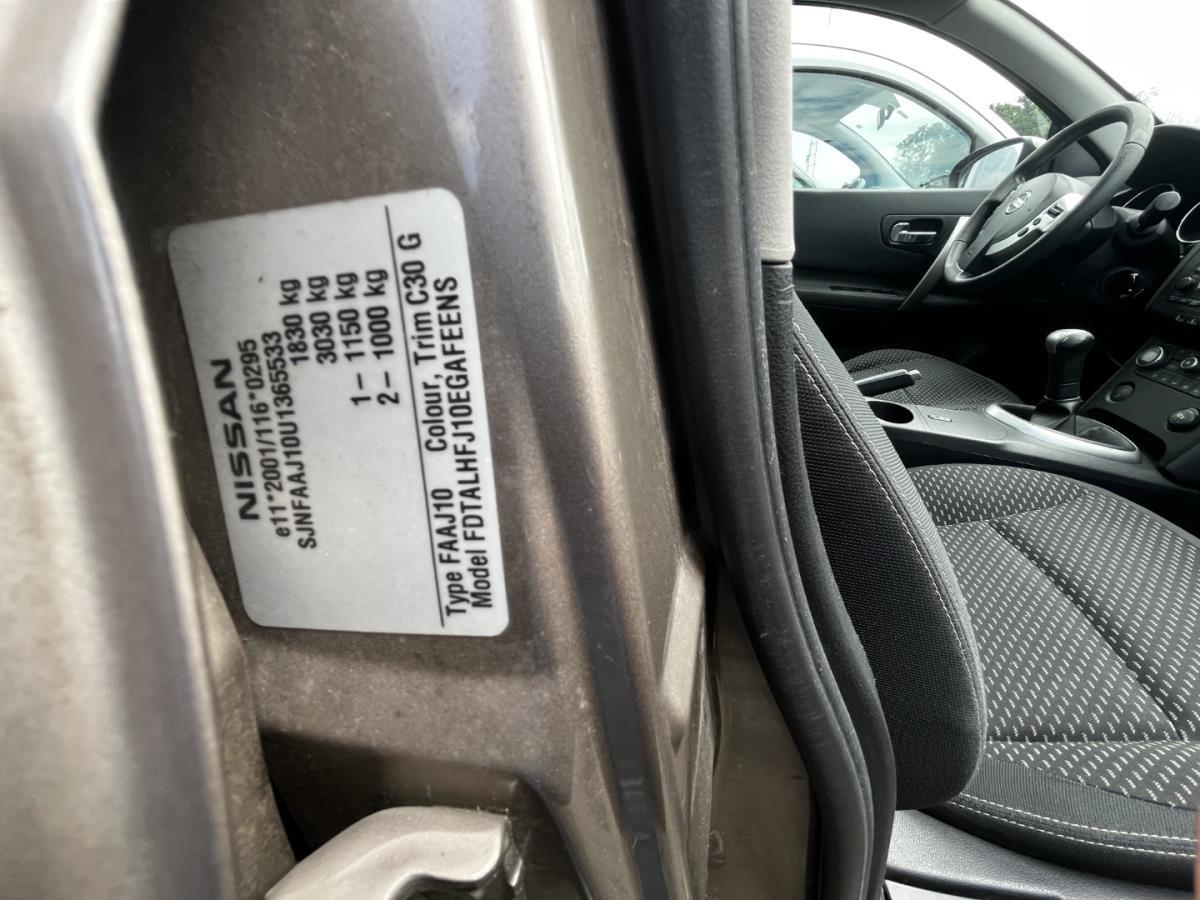 NISSAN
e11*2001/116*0295
SJNFAAJ10U1365533
1830 kg
3030 kg
1– 1150 kg
2– 1000 kg
Type FAAJ10 Colour, Trim C30 G
Model FDTALHFJ10EGAFEENS